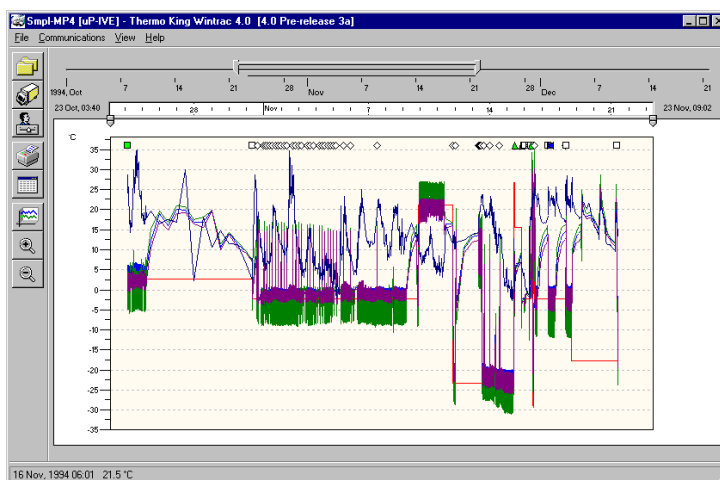 Smpl-MP4 [uP-IVE] - Thermo King Wintrac 4.0 [4.0 Pre-release 3a]
File Communications View Help
1994, Oct 7 14 21 28 Nov 7 14 21 28 Dec 7 14 21
23 Oct, 03:40 28 Nov 7 14 21 23 Nov, 09:02
°C
35
30
25
20
15
10
5
0
-5
-10
-15
-20
-25
-30
-35
16 Nov, 1994 06:01 21.5 °C